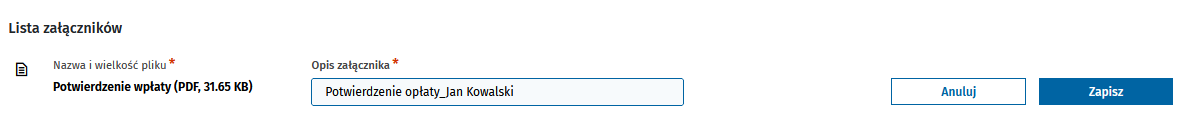 Lista załączników
Nazwa i wielkość pliku *
Potwierdzenie wpłaty (PDF, 31.65 KB)
Opis załącznika *
Potwierdzenie opłaty_Jan Kowalski
Anuluj
Zapisz